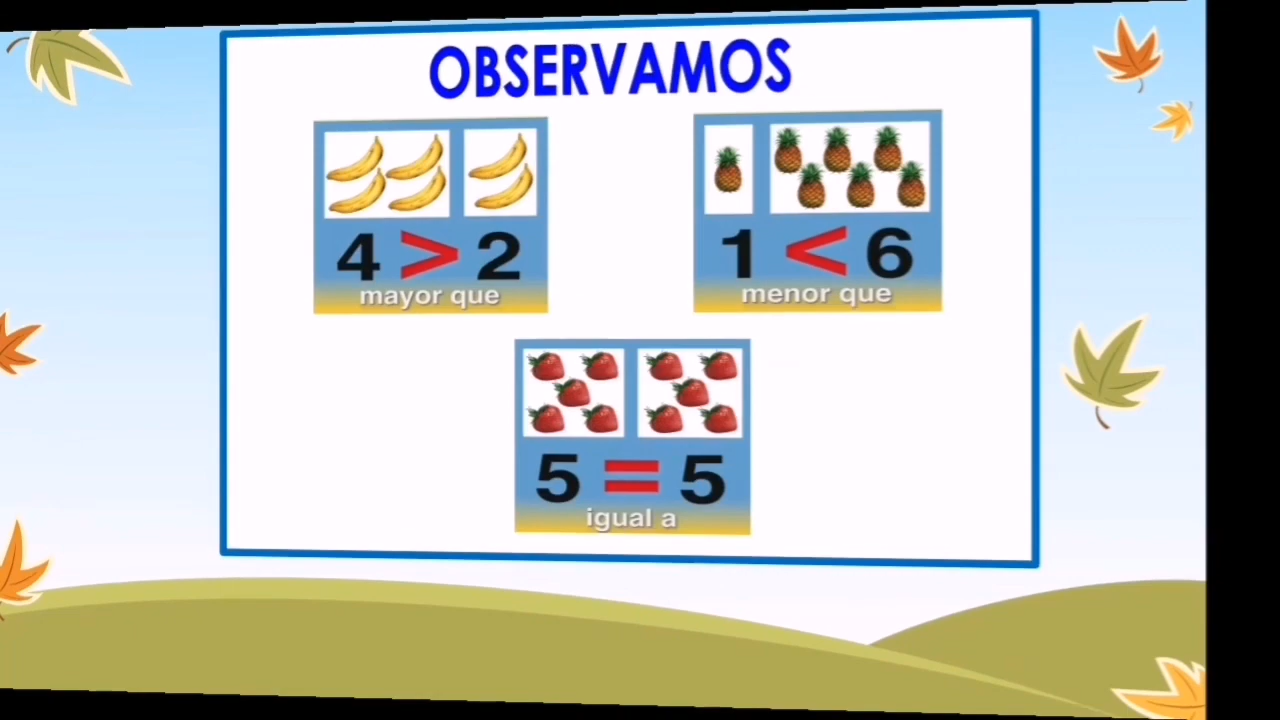 OBSERVAMOS
4 > 2
mayor que
1 < 6
menor que
5 = 5
igual a